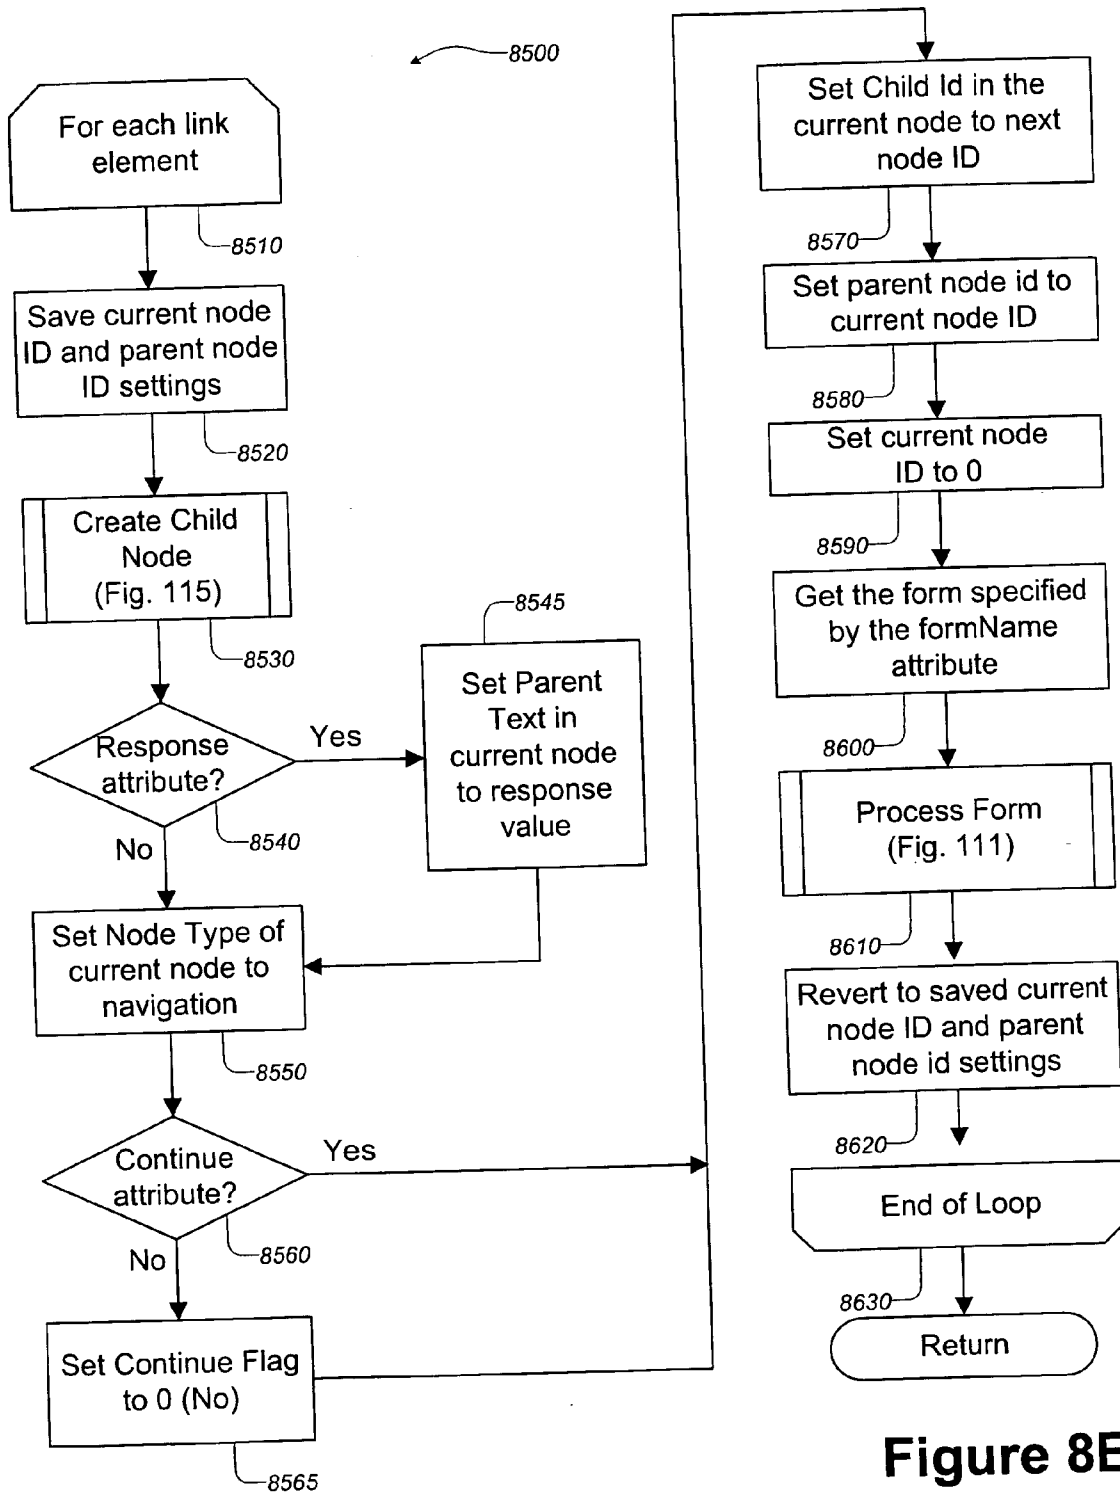 8500
For each link
element
8510
Save current node
ID and parent node
ID settings
8520
Create Child
Node
(Fig. 115)
8530
Response
attribute?
Yes
No
8540
8545
Set Parent
Text in
current node
to response
value
Set Node Type of
current node to
navigation
8550
Continue
attribute?
Yes
No
8560
Set Continue Flag
to 0 (No)
8565
Set Child Id in the
current node to next
node ID
8570
Set parent node id to
current node ID
8580
Set current node
ID to 0
8590
Get the form specified
by the formName
attribute
8600
Process Form
(Fig. 111)
8610
Revert to saved current
node ID and parent
node id settings
8620
End of Loop
8630
Return
Figure 8E